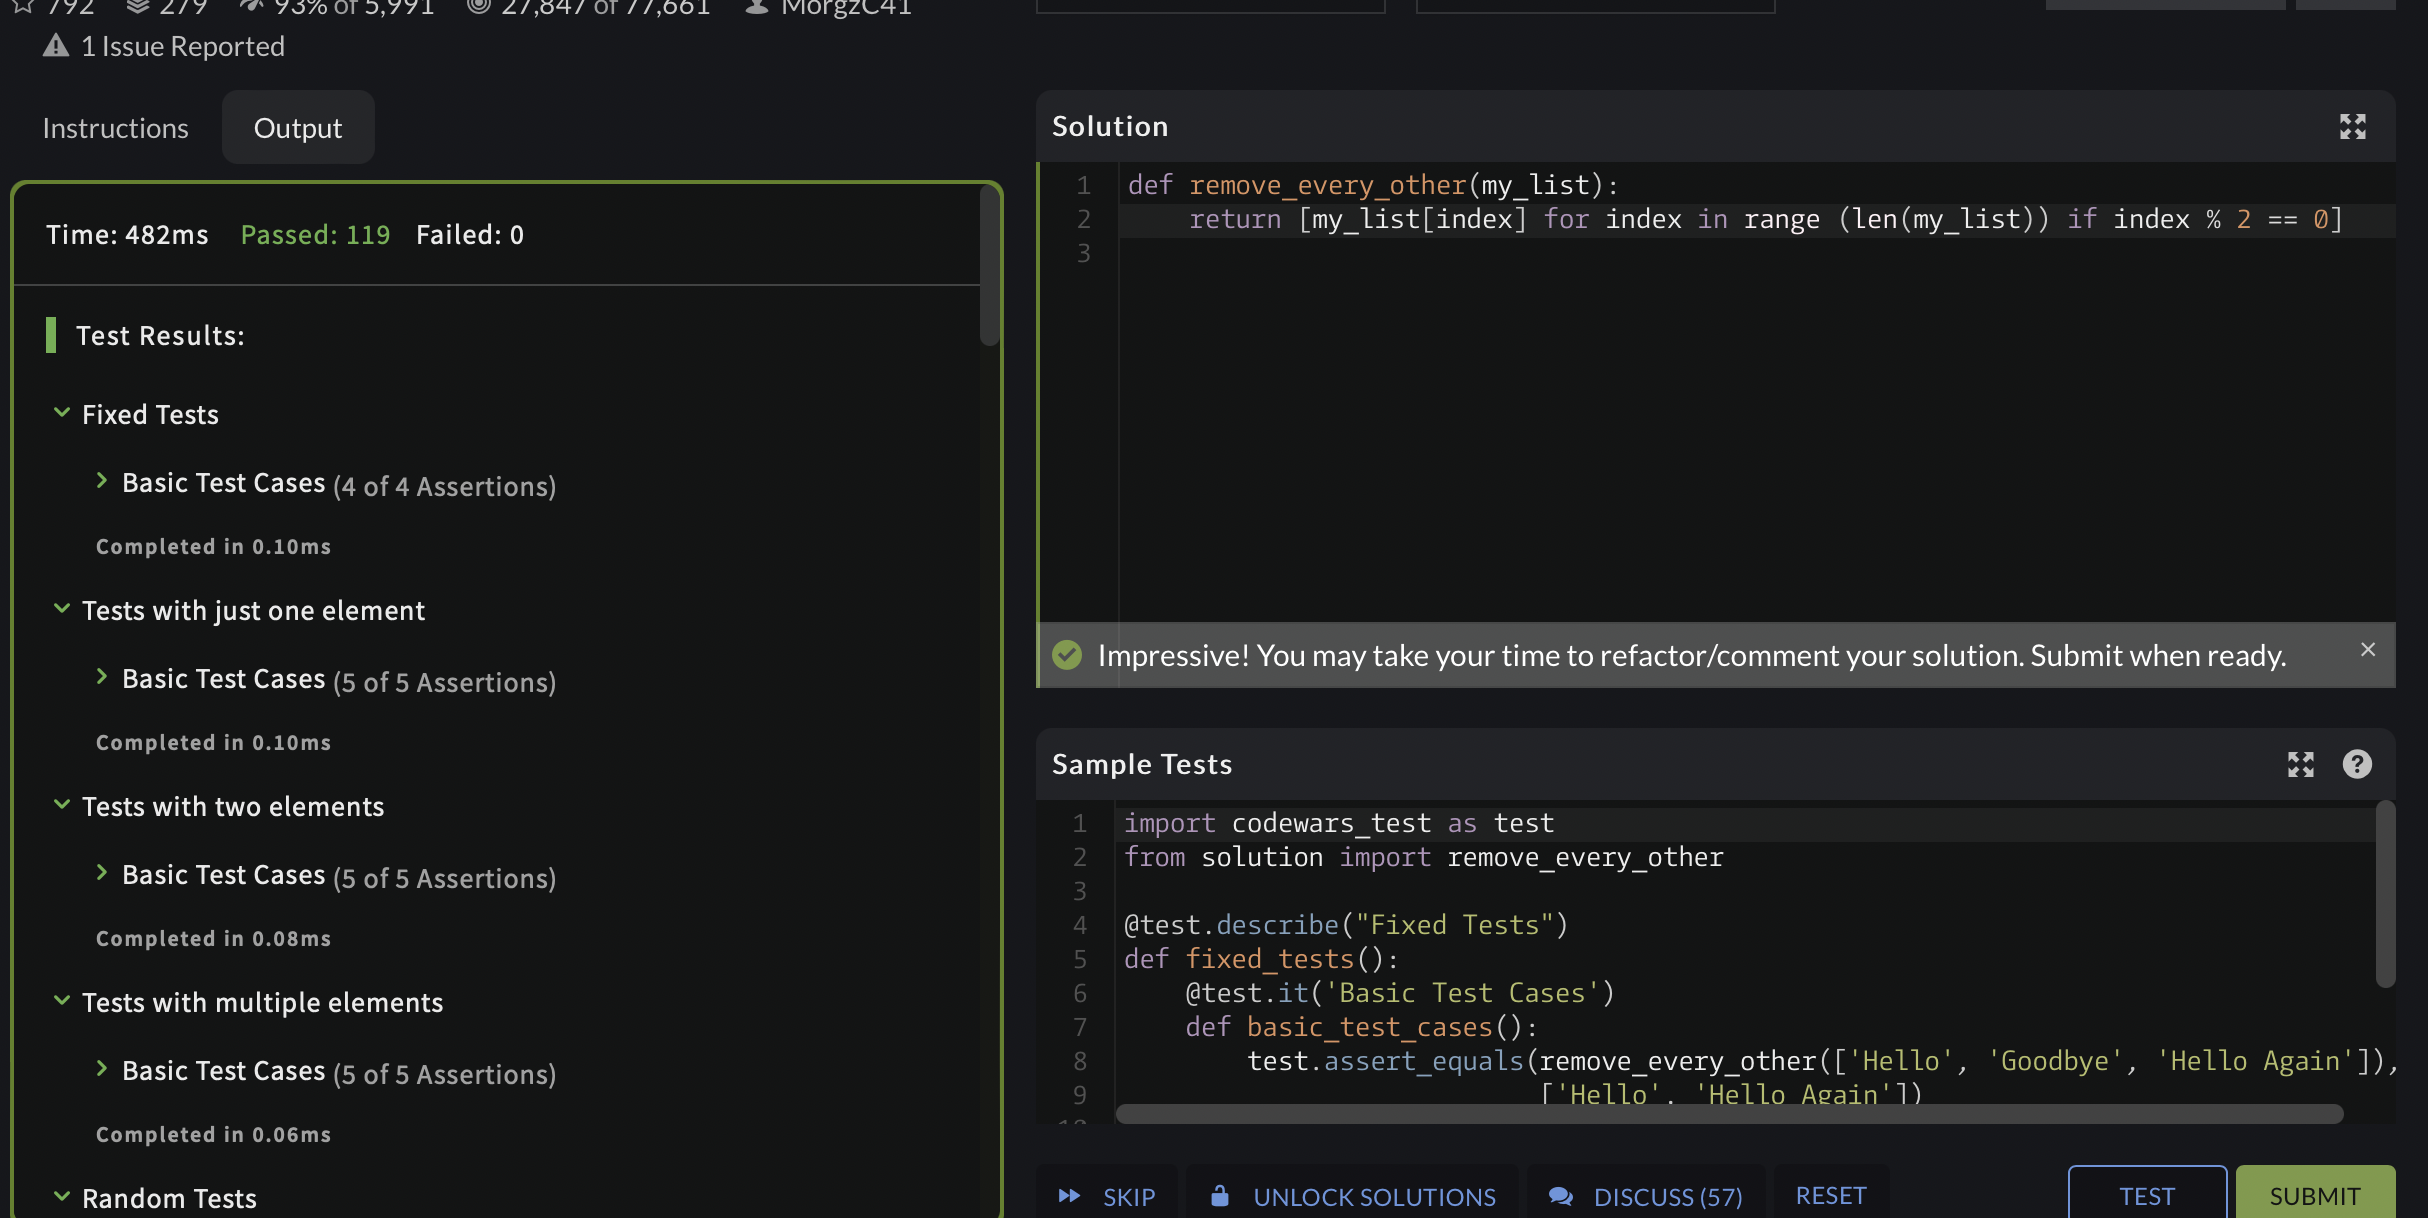 792 279 93% of 5,991 27,847 of 77,661 MorgzC41
1 Issue Reported
Instructions Output
Time: 482ms Passed: 119 Failed: 0
Test Results:
Fixed Tests
Basic Test Cases (4 of 4 Assertions)
Completed in 0.10ms
Tests with just one element
Basic Test Cases (5 of 5 Assertions)
Completed in 0.10ms
Tests with two elements
Basic Test Cases (5 of 5 Assertions)
Completed in 0.08ms
Tests with multiple elements
Basic Test Cases (5 of 5 Assertions)
Completed in 0.06ms
Random Tests
Solution
1 def remove_every_other(my_list):
2     return [my_list[index] for index in range (len(my_list)) if index % 2 == 0]
3
Impressive! You may take your time to refactor/comment your solution. Submit when ready.
Sample Tests
1 import codewars_test as test
2 from solution import remove_every_other
3
4 @test.describe("Fixed Tests")
5 def fixed_tests():
6     @test.it('Basic Test Cases')
7     def basic_test_cases():
8         test.assert_equals(remove_every_other(['Hello', 'Goodbye', 'Hello Again']),
9                            ['Hello', 'Hello Again'])
10
SKIP UNLOCK SOLUTIONS DISCUSS (57) RESET TEST SUBMIT